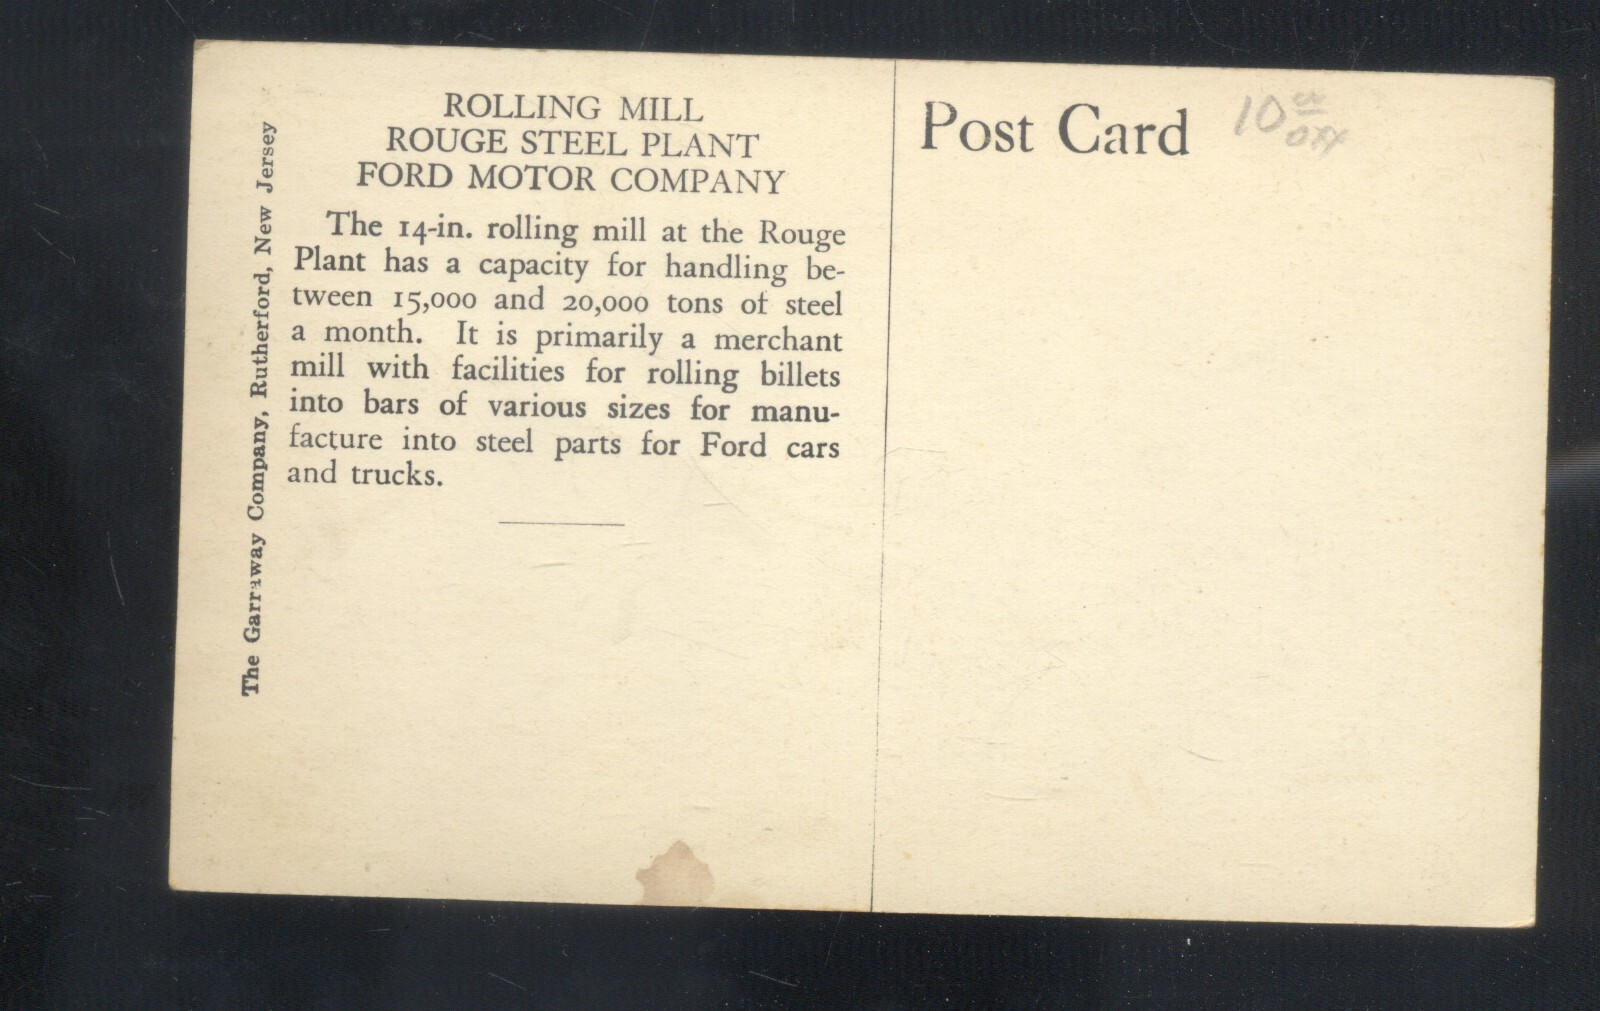 ROLLING MILL
ROUGE STEEL PLANT
FORD MOTOR COMPANY
The 14-in. rolling mill at the Rouge
Plant has a capacity for handling be-
tween 15,000 and 20,000 tons of steel
a month. It is primarily a merchant
mill with facilities for rolling billets
into bars of various sizes for manu-
facture into steel parts for Ford cars
and trucks.
The Garraway Company, Rutherford, New Jersey
Post Card
10